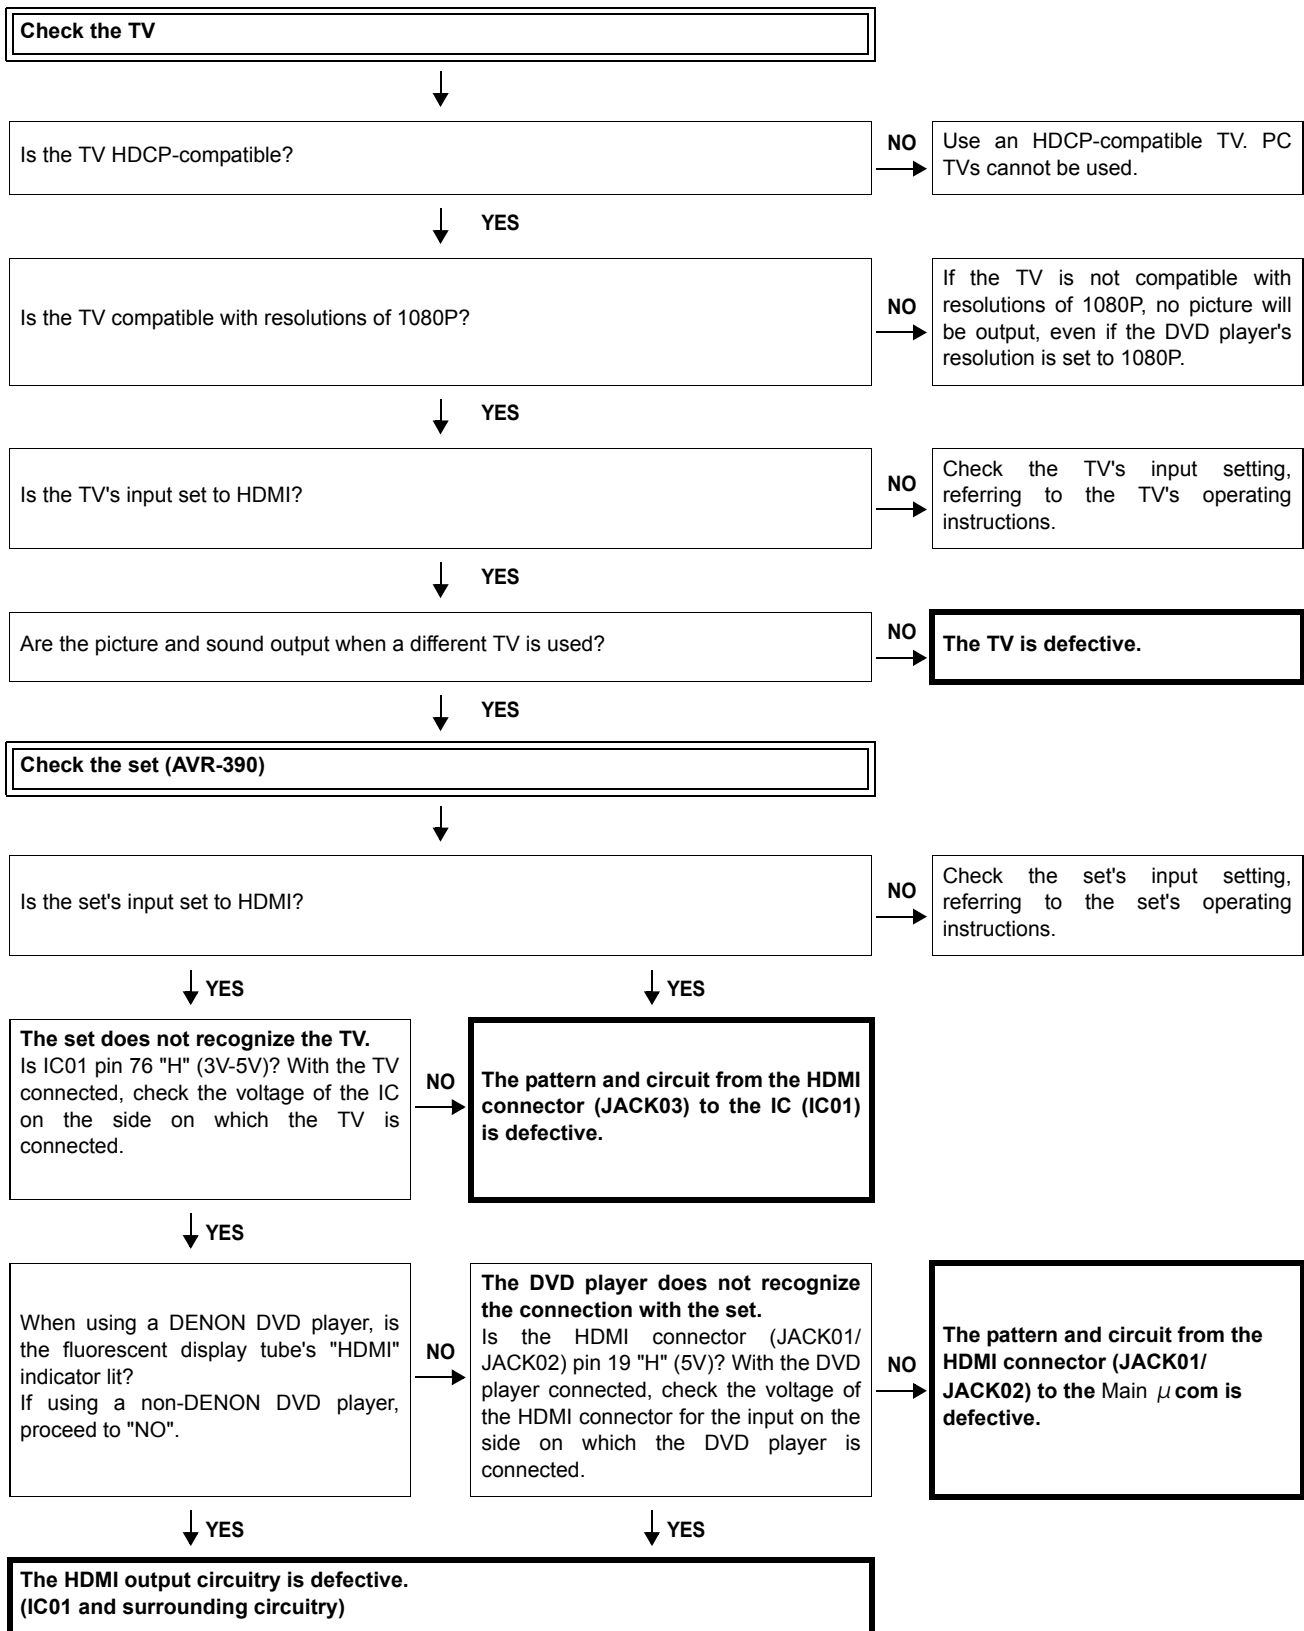 Check the TV
Is the TV HDCP-compatible?
NO
Use an HDCP-compatible TV. PC
TVs cannot be used.
YES
Is the TV compatible with resolutions of 1080P?
NO
If the TV is not compatible with
resolutions of 1080P, no picture will
be output, even if the DVD player's
resolution is set to 1080P.
YES
Is the TV's input set to HDMI?
NO
Check the TV's input setting,
referring to the TV's operating
instructions.
YES
Are the picture and sound output when a different TV is used?
NO
The TV is defective.
YES
Check the set (AVR-390)
Is the set's input set to HDMI?
NO
Check the set's input setting,
referring to the set's operating
instructions.
YES
YES
The set does not recognize the TV.
Is IC01 pin 76 "H" (3V-5V)? With the TV
connected, check the voltage of the IC
on the side on which the TV is
connected.
NO
The pattern and circuit from the HDMI
connector (JACK03) to the IC (IC01)
is defective.
YES
When using a DENON DVD player, is
the fluorescent display tube's "HDMI"
indicator lit?
If using a non-DENON DVD player,
proceed to "NO".
NO
The DVD player does not recognize
the connection with the set.
Is the HDMI connector (JACK01/
JACK02) pin 19 "H" (5V)? With the DVD
player connected, check the voltage of
the HDMI connector for the input on the
side on which the DVD player is
connected.
NO
The pattern and circuit from the
HDMI connector (JACK01/
JACK02) to the Main μ com is
defective.
YES
YES
The HDMI output circuitry is defective.
(IC01 and surrounding circuitry)